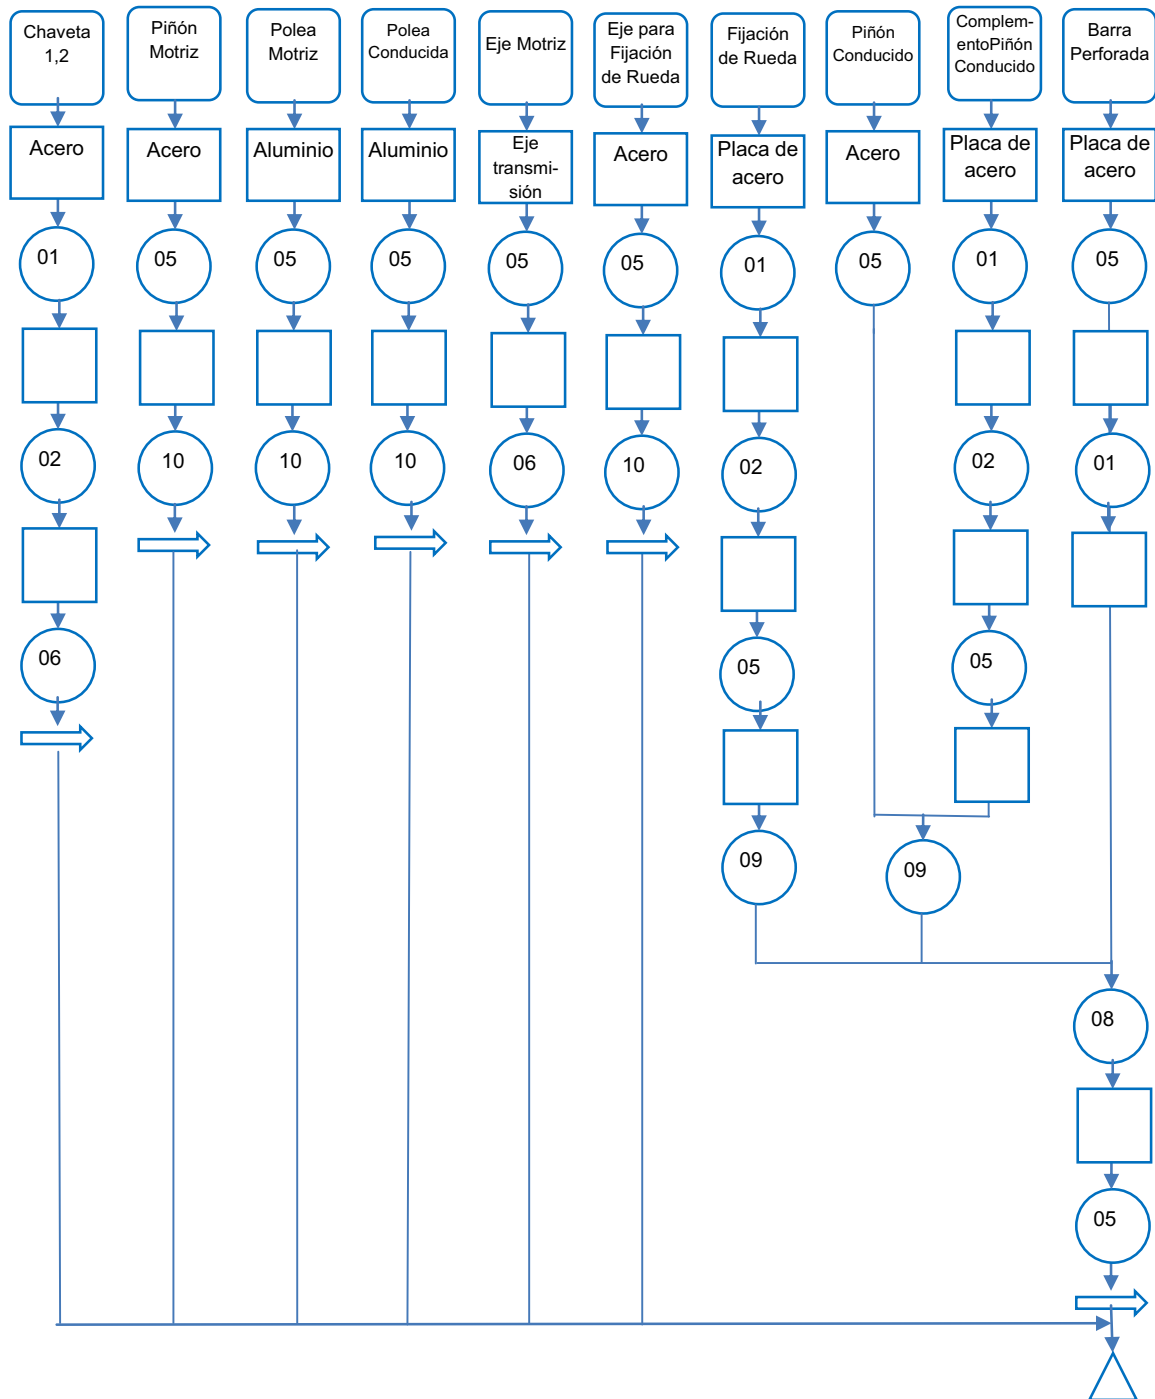 Chaveta
1,2
Piñón
Motriz
Polea
Motriz
Polea
Conducida
Eje Motriz
Eje para
Fijación
de Rueda
Fijación
de Rueda
Piñón
Conducido
Complem-
entoPiñón
Conducido
Barra
Perforada
Acero
Acero
Aluminio
Aluminio
Eje
transmi-
sión
Acero
Placa de
acero
Acero
Placa de
acero
Placa de
acero
01
05
05
05
05
05
01
05
01
05
02
10
10
10
06
10
02
02
01
06
05
05
09
09
08
05